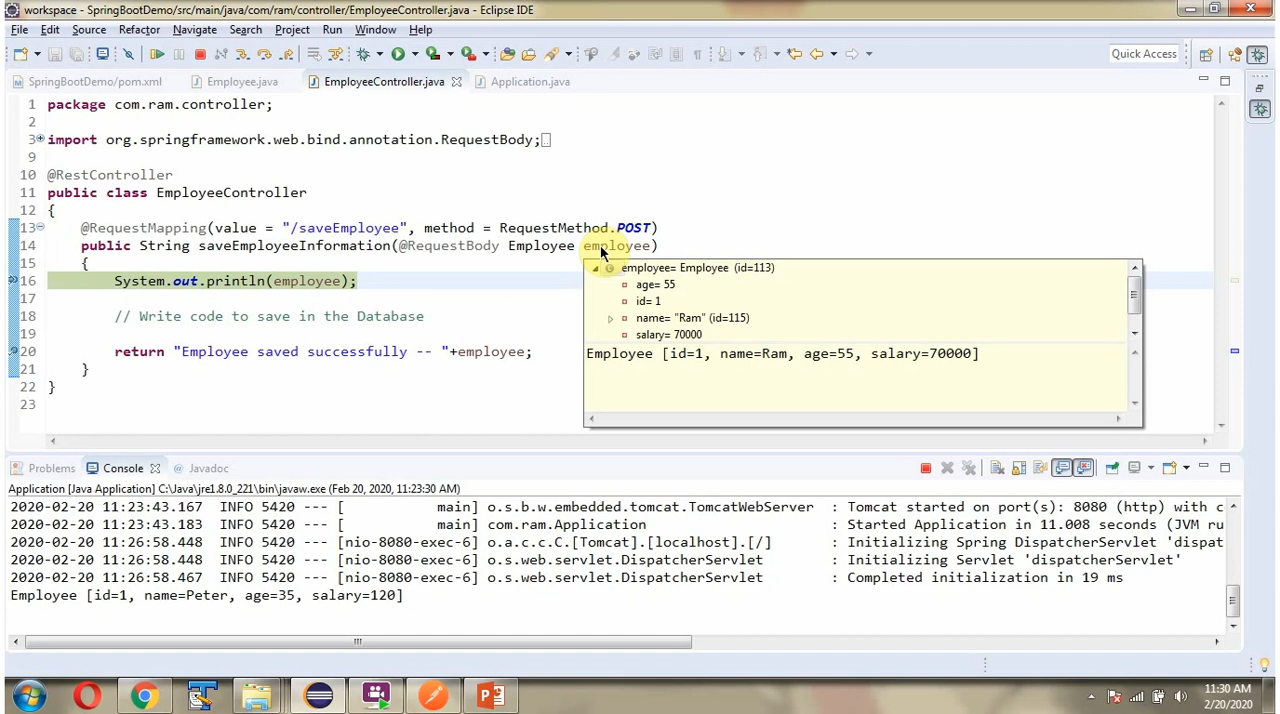 workspace - SpringBootDemo/src/main/java/com/ram/controller/EmployeeController.java - Eclipse IDE
File Edit Source Refactor Navigate Search Project Run Window Help
Quick Access
SpringBootDemo/pom.xml Employee.java EmployeeController.java Application.java
1 package com.ram.controller;
2
3 import org.springframework.web.bind.annotation.RequestBody;
9
10 @RestController
11 public class EmployeeController
12 {
13 @RequestMapping(value = "/saveEmployee", method = RequestMethod.POST)
14 public String saveEmployeeInformation(@RequestBody Employee employee)
15 {
16 System.out.println(employee);
17
18 // Write code to save in the Database
19
20 return "Employee saved successfully -- "+employee;
21 }
22 }
23
employee= Employee (id=113)
age= 55
id= 1
name= "Ram" (id=115)
salary= 70000
Employee [id=1, name=Ram, age=55, salary=70000]
Problems Console Javadoc
Application [Java Application] C:\Java\jre1.8.0_221\bin\javaw.exe (Feb 20, 2020, 11:23:30 AM)
2020-02-20 11:23:43.167 INFO 5420 --- [ main] o.s.b.w.embedded.tomcat.TomcatWebServer : Tomcat started on port(s): 8080 (http) with c
2020-02-20 11:23:43.183 INFO 5420 --- [ main] com.ram.Application : Started Application in 11.008 seconds (JVM ru
2020-02-20 11:26:58.448 INFO 5420 --- [nio-8080-exec-6] o.a.c.c.C.[Tomcat].[localhost].[/] : Initializing Spring DispatcherServlet 'dispat
2020-02-20 11:26:58.448 INFO 5420 --- [nio-8080-exec-6] o.s.web.servlet.DispatcherServlet : Initializing Servlet 'dispatcherServlet'
2020-02-20 11:26:58.467 INFO 5420 --- [nio-8080-exec-6] o.s.web.servlet.DispatcherServlet : Completed initialization in 19 ms
Employee [id=1, name=Peter, age=35, salary=120]
11:30 AM
2/20/2020